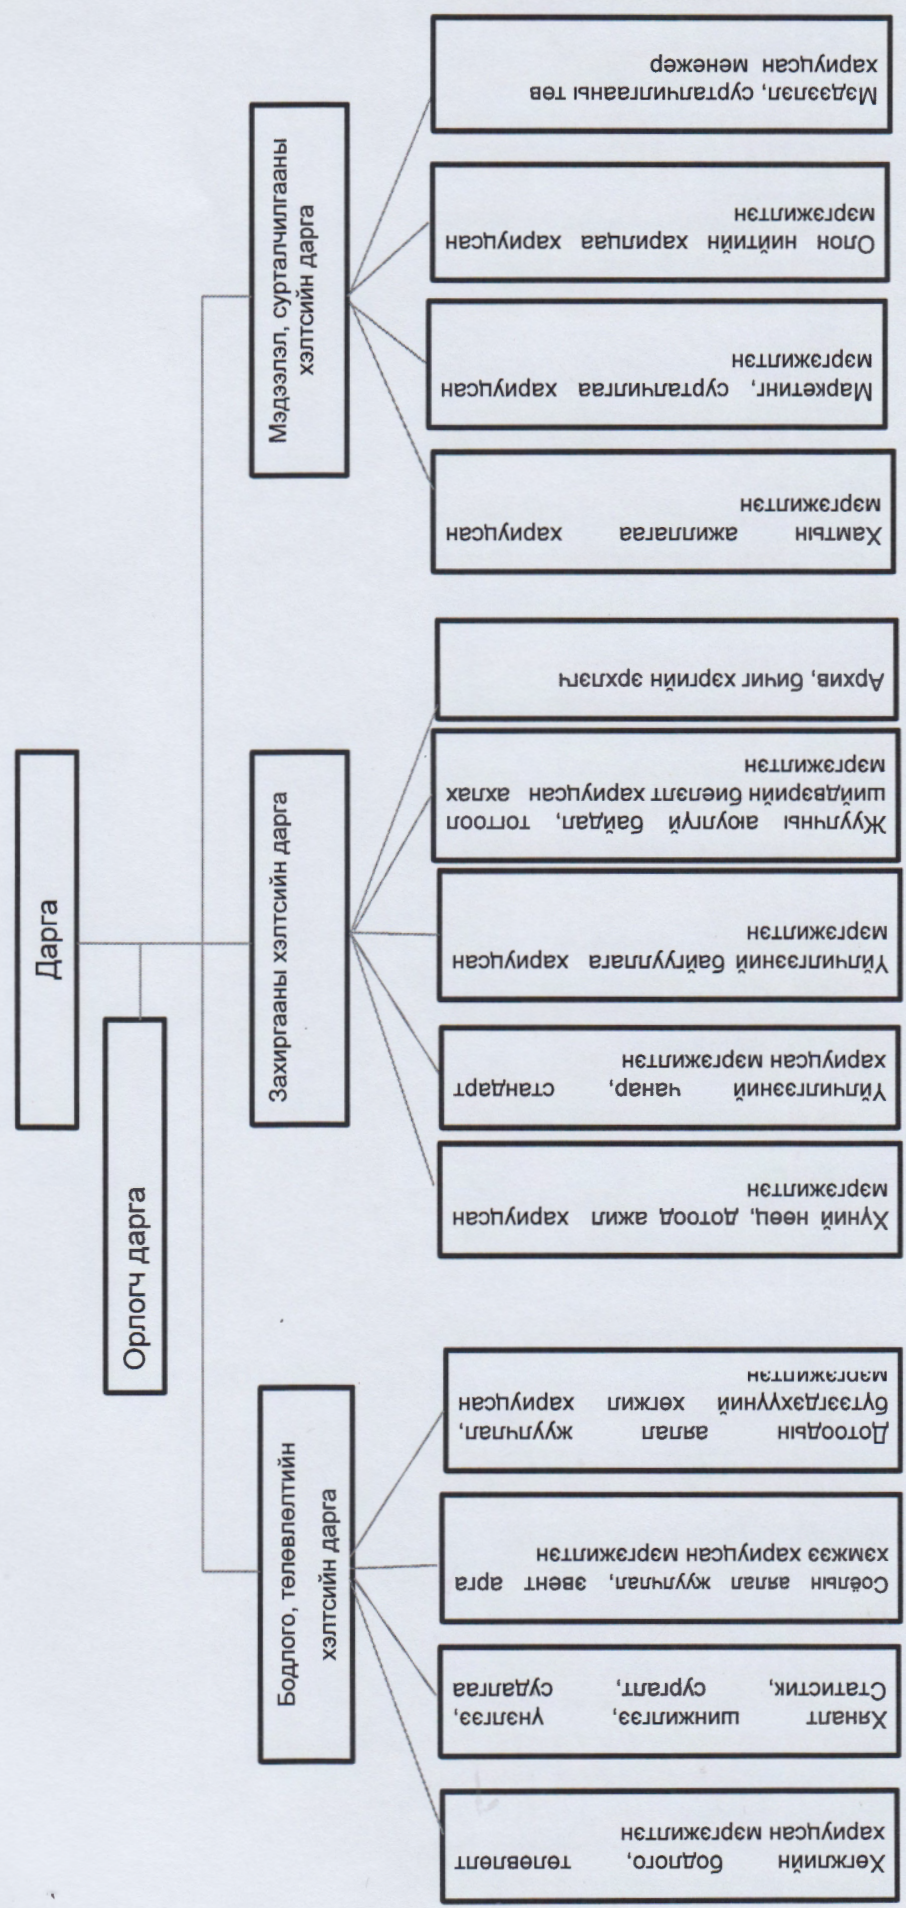 Дарга
Орлогч дарга
Бодлого, төлөвлөлтийн
хэлтсийн дарга
Захиргааны хэлтсийн дарга
Мэдээлэл, сурталчилгааны
хэлтсийн дарга
Хөгжлийн бодлого, төлөвлөлт
хариуцсан мэргэжилтэн
Хяналт шинжилгээ, үнэлгээ,
Статистик, сургалт, судалгаа
Соёлын аялал жуулчлал, эвент арга
хэмжээ хариуцсан мэргэжилтэн
Дотоодын аялал жуулчлал,
бүтээгдэхүүний хөгжил хариуцсан
мэргэжилтэн
Хүний нөөц, дотоод ажил хариуцсан
мэргэжилтэн
Үйлчилгээний чанар, стандарт
хариуцсан мэргэжилтэн
Үйлчилгээний байгууллага хариуцсан
мэргэжилтэн
Жуулчны аюулгүй байдал, тогтоол
шийдвэрийн биелэлт хариуцсан ахлах
мэргэжилтэн
Архив, бичиг хэргийн эрхлэгч
Хамтын ажиллагаа хариуцсан
мэргэжилтэн
Маркетинг, сурталчилгаа хариуцсан
мэргэжилтэн
Олон нийтийн харилцаа хариуцсан
мэргэжилтэн
Мэдээлэл, сурталчилгааны төв
хариуцсан менежер